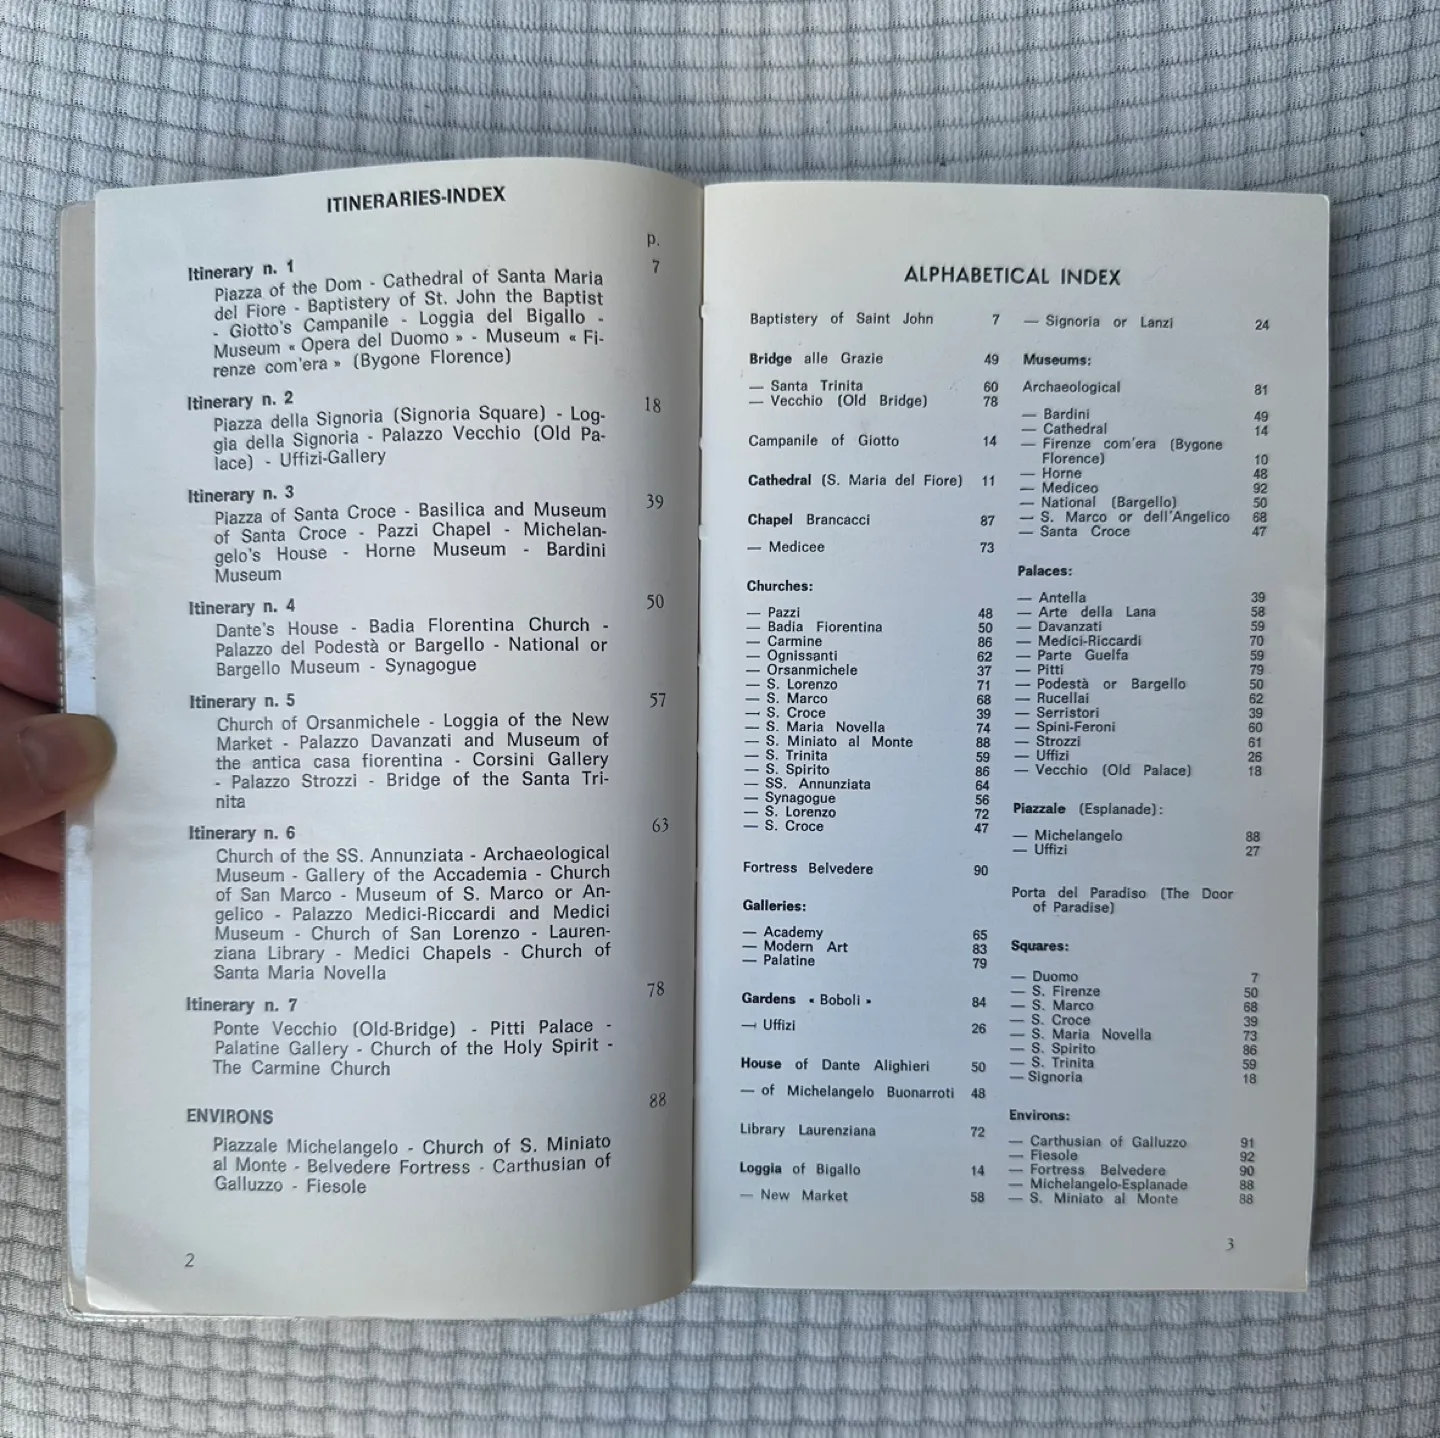 ITINERARIES-INDEX
p.
Itinerary n. 1 7
Piazza of the Dom - Cathedral of Santa Maria
del Fiore - Baptistery of St. John the Baptist
- Giotto's Campanile - Loggia del Bigallo -
Museum « Opera del Duomo » - Museum « Fi-
renze com'era » (Bygone Florence)
Itinerary n. 2 18
Piazza della Signoria (Signoria Square) - Log-
gia della Signoria - Palazzo Vecchio (Old Pa-
lace) - Uffizi-Gallery
Itinerary n. 3 39
Piazza of Santa Croce - Basilica and Museum
of Santa Croce - Pazzi Chapel - Michelan-
gelo's House - Horne Museum - Bardini
Museum
Itinerary n. 4 50
Dante's House - Badia Florentina Church -
Palazzo del Podestà or Bargello - National or
Bargello Museum - Synagogue
Itinerary n. 5 57
Church of Orsanmichele - Loggia of the New
Market - Palazzo Davanzati and Museum of
the antica casa fiorentina - Corsini Gallery
- Palazzo Strozzi - Bridge of the Santa Tri-
nita
Itinerary n. 6 63
Church of the SS. Annunziata - Archaeological
Museum - Gallery of the Accademia - Church
of San Marco - Museum of S. Marco or An-
gelico - Palazzo Medici-Riccardi and Medici
Museum - Church of San Lorenzo - Lauren-
ziana Library - Medici Chapels - Church of
Santa Maria Novella
Itinerary n. 7 78
Ponte Vecchio (Old-Bridge) - Pitti Palace -
Palatine Gallery - Church of the Holy Spirit -
The Carmine Church
ENVIRONS 88
Piazzale Michelangelo - Church of S. Miniato
al Monte - Belvedere Fortress - Carthusian of
Galluzzo - Fiesole
2
ALPHABETICAL INDEX
Baptistery of Saint John 7
Bridge alle Grazie 49
— Santa Trinita 60
— Vecchio (Old Bridge) 78
Campanile of Giotto 14
Cathedral (S. Maria del Fiore) 11
Chapel Brancacci 87
— Medicee 73
Churches:
— Pazzi 48
— Badia Fiorentina 50
— Carmine 86
— Ognissanti 62
— Orsanmichele 37
— S. Lorenzo 71
— S. Marco 68
— S. Croce 39
— S. Maria Novella 74
— S. Miniato al Monte 88
— S. Trinita 59
— S. Spirito 86
— SS. Annunziata 64
— Synagogue 56
— S. Lorenzo 72
— S. Croce 47
Fortress Belvedere 90
Galleries:
— Academy 65
— Modern Art 83
— Palatine 79
Gardens « Boboli » 84
— Uffizi 26
House of Dante Alighieri 50
— of Michelangelo Buonarroti 48
Library Laurenziana 72
Loggia of Bigallo 14
— New Market 58
— Signoria or Lanzi 24
Museums:
Archaeological 81
— Bardini 49
— Cathedral 14
— Firenze com'era (Bygone
Florence) 10
— Horne 48
— Mediceo 92
— National (Bargello) 50
— S. Marco or dell'Angelico 68
— Santa Croce 47
Palaces:
— Antella 39
— Arte della Lana 58
— Davanzati 59
— Medici-Riccardi 70
— Parte Guelfa 59
— Pitti 79
— Podestà or Bargello 50
— Rucellai 62
— Serristori 39
— Spini-Feroni 60
— Strozzi 61
— Uffizi 26
— Vecchio (Old Palace) 18
Piazzale (Esplanade):
— Michelangelo 88
— Uffizi 27
Porta del Paradiso (The Door
of Paradise)
Squares:
— Duomo 7
— S. Firenze 50
— S. Marco 68
— S. Croce 39
— S. Maria Novella 73
— S. Spirito 86
— S. Trinita 59
— Signoria 18
Environs:
— Carthusian of Galluzzo 91
— Fiesole 92
— Fortress Belvedere 90
— Michelangelo-Esplanade 88
— S. Miniato al Monte 88
3